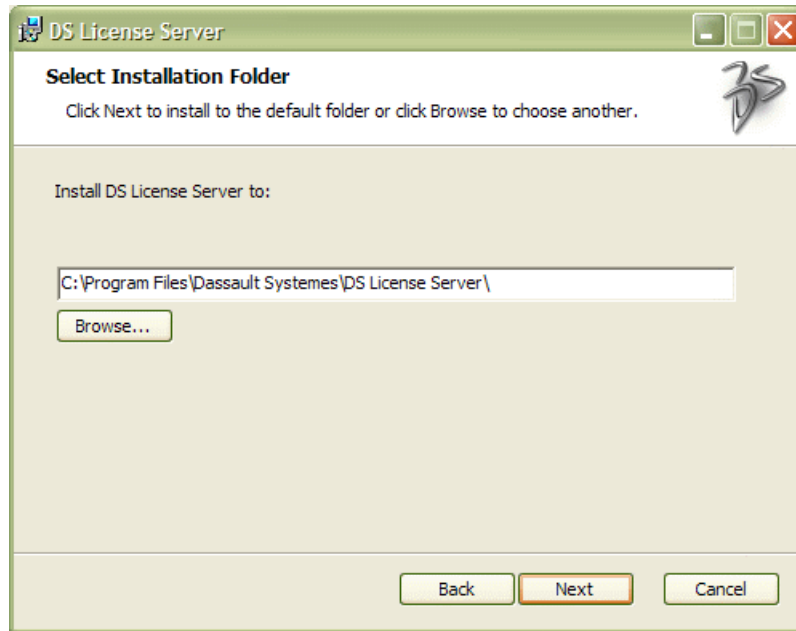 DS License Server
Select Installation Folder
Click Next to install to the default folder or click Browse to choose another.
Install DS License Server to:
C:\Program Files\Dassault Systemes\DS License Server\
Browse...
Back Next Cancel